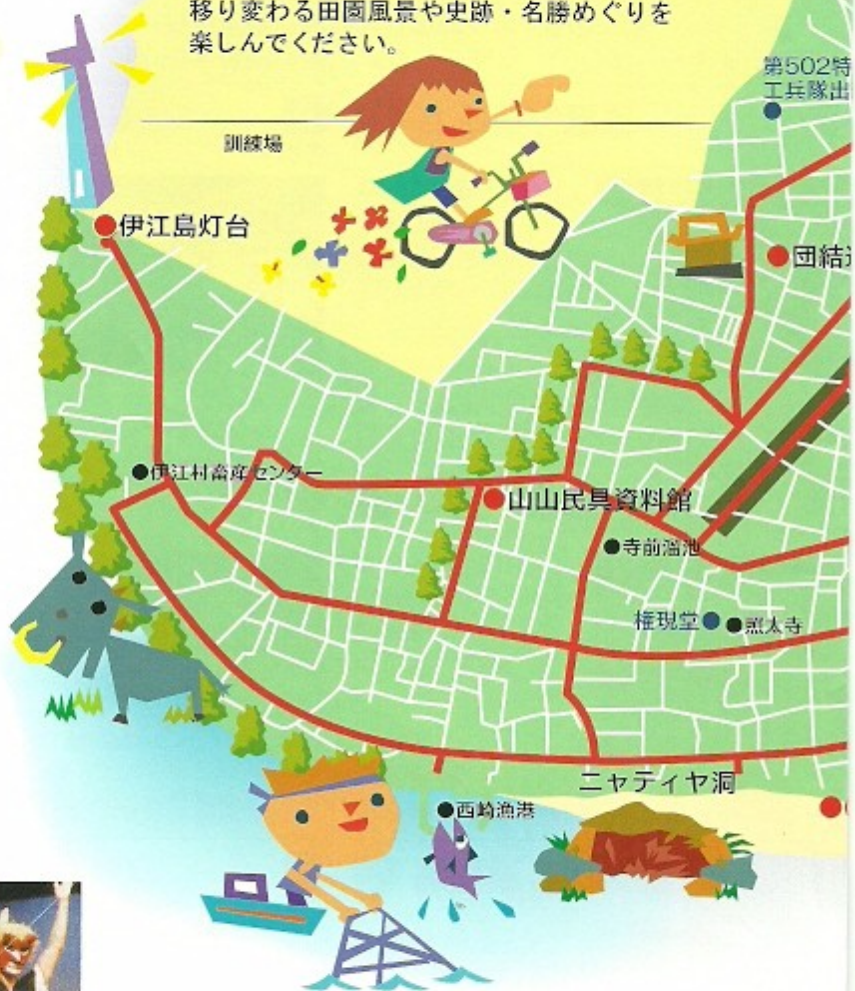 移り変わる田園風景や史跡・名勝めぐりを
楽しんでください。
第502特
工兵隊出
訓練場
伊江島灯台
団結
伊江村畜産センター
山山民具資料館
寺前溜池
権現堂
照太寺
ニャティヤ洞
西崎漁港